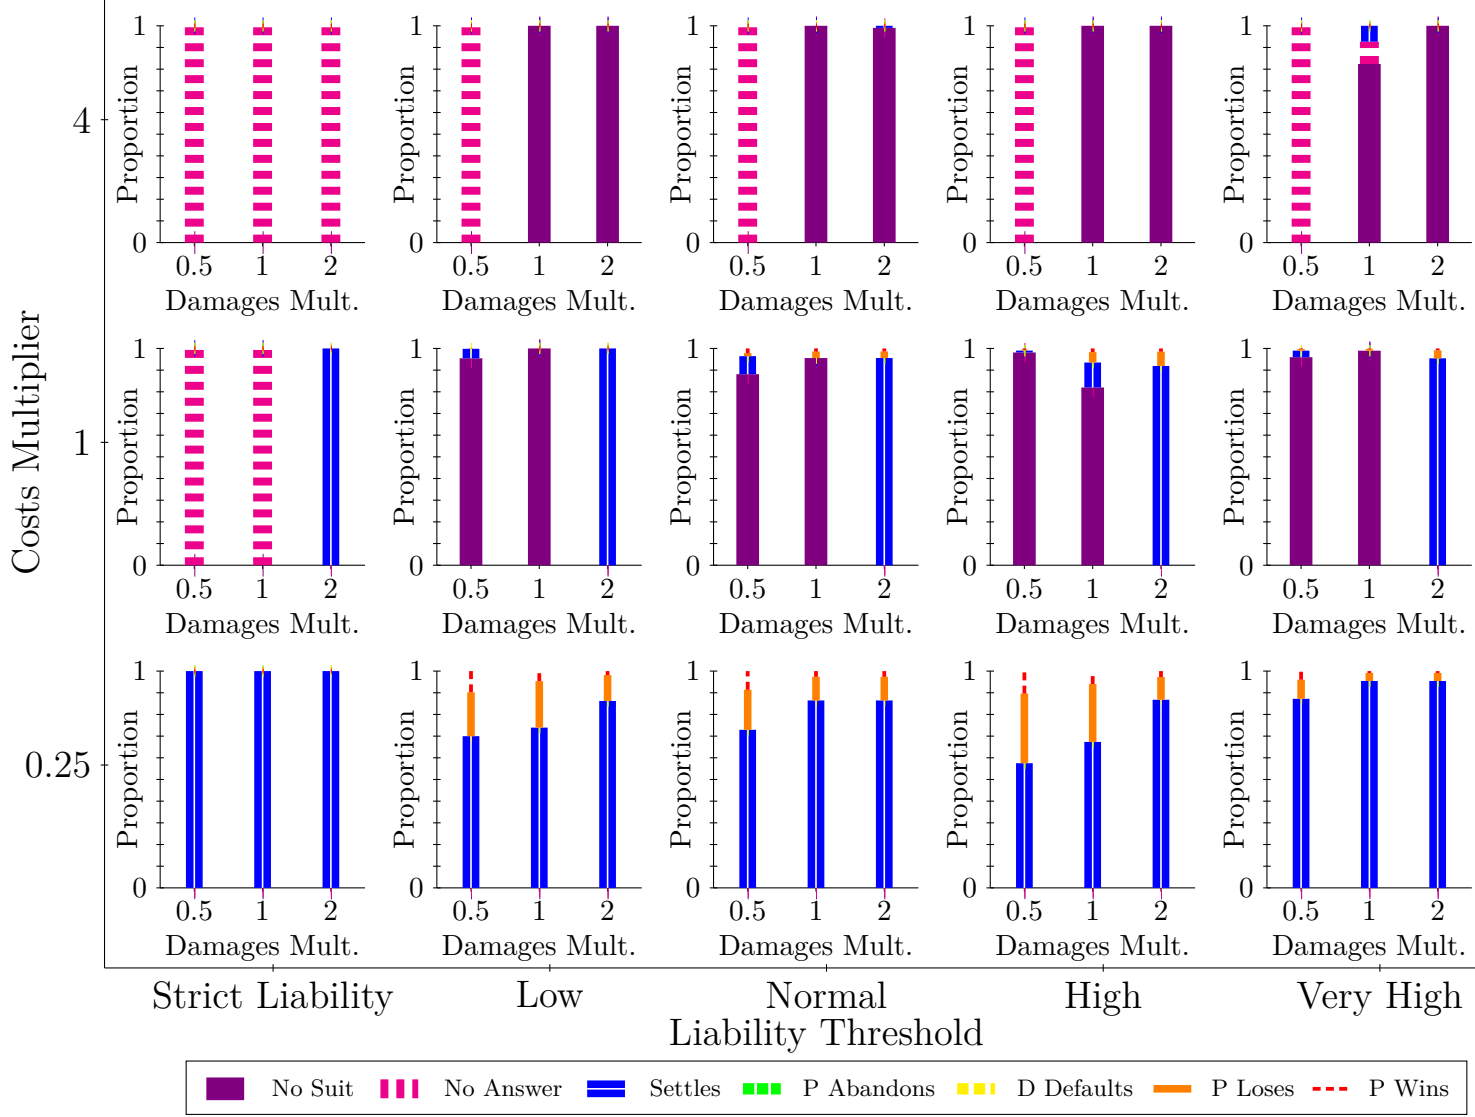 1 1 1 1 1
Proportion Proportion Proportion Proportion Proportion
4
0 0 0 0 0
0.5 1 2 0.5 1 2 0.5 1 2 0.5 1 2 0.5 1 2
Damages Mult. Damages Mult. Damages Mult. Damages Mult. Damages Mult.
Costs Multiplier
1 1 1 1 1
Proportion Proportion Proportion Proportion Proportion
1
0 0 0 0 0
0.5 1 2 0.5 1 2 0.5 1 2 0.5 1 2 0.5 1 2
Damages Mult. Damages Mult. Damages Mult. Damages Mult. Damages Mult.
1 1 1 1 1
Proportion Proportion Proportion Proportion Proportion
0.25
0 0 0 0 0
0.5 1 2 0.5 1 2 0.5 1 2 0.5 1 2 0.5 1 2
Damages Mult. Damages Mult. Damages Mult. Damages Mult. Damages Mult.
Strict Liability Low Normal High Very High
Liability Threshold
No Suit No Answer Settles P Abandons D Defaults P Loses P Wins